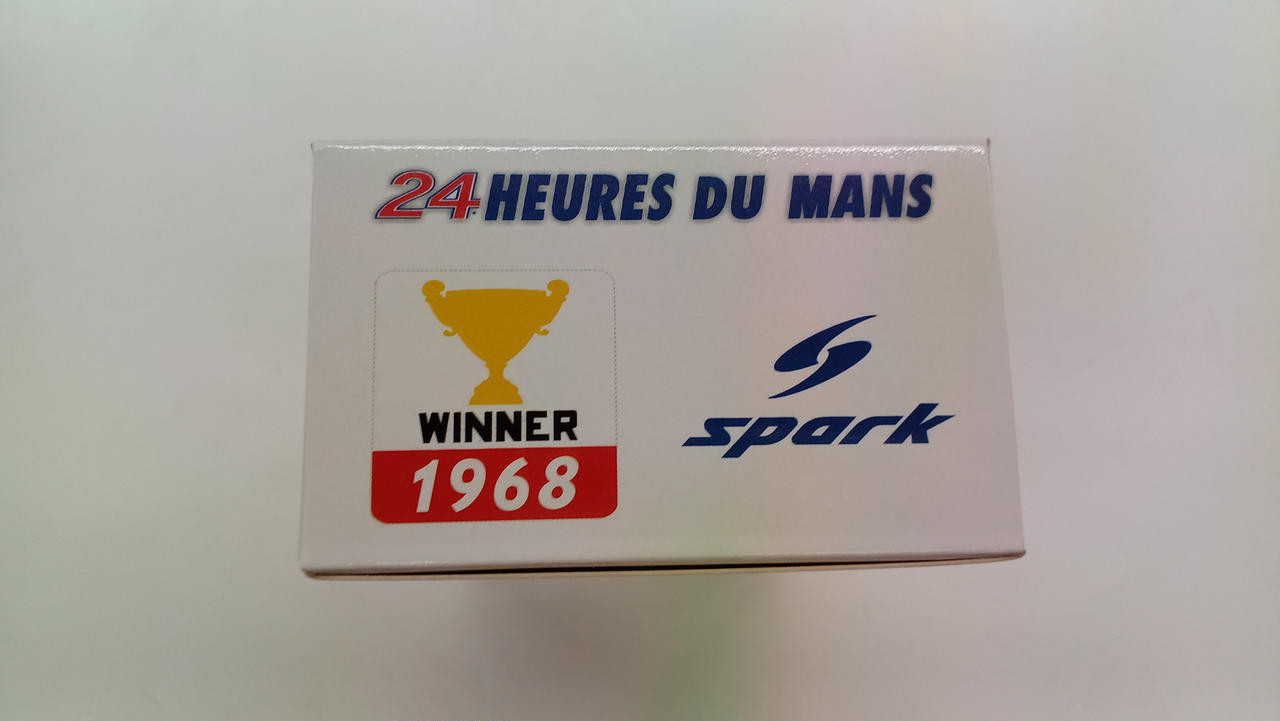 24 HEURES DU MANS
WINNER
1968
spark